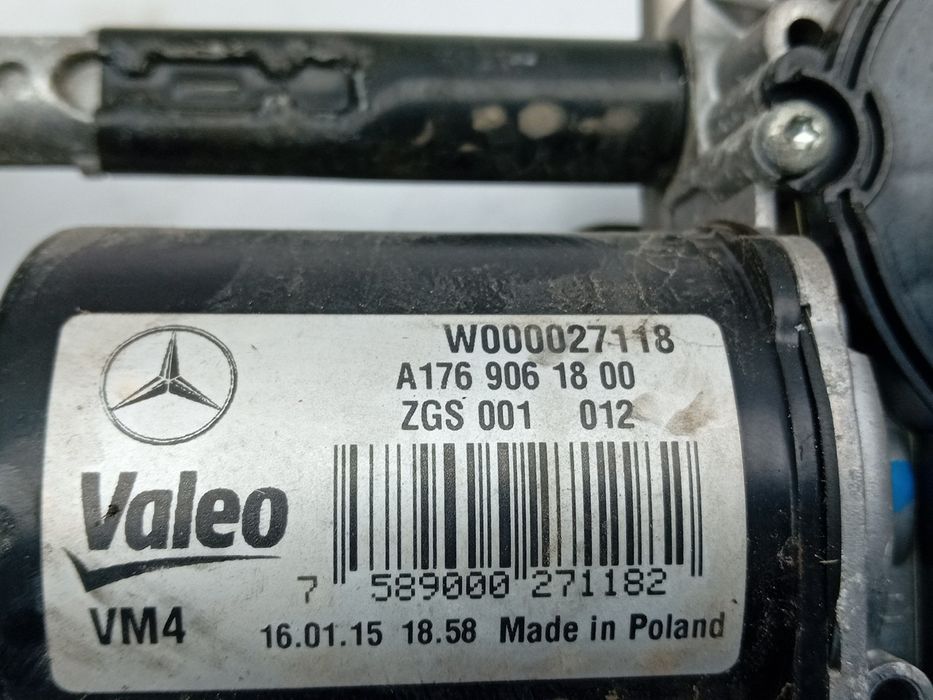 W000027118
A176 906 18 00
ZGS 001 012
Valeo
7 589000 271182
VM4 16.01.15 18.58 Made in Poland